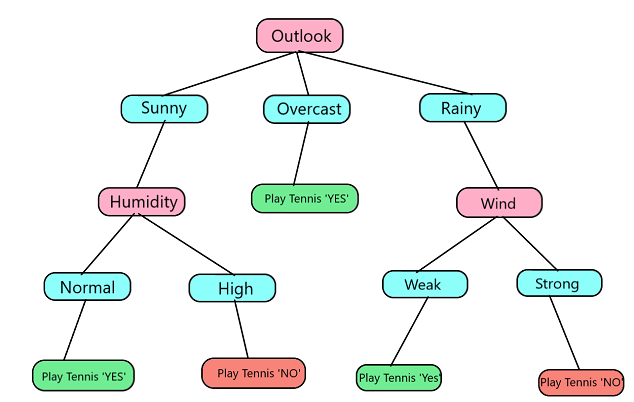 Outlook
Sunny
Overcast
Rainy
Humidity
Play Tennis 'YES'
Wind
Normal
High
Weak
Strong
Play Tennis 'YES'
Play Tennis 'NO'
Play Tennis 'Yes'
Play Tennis 'NO'